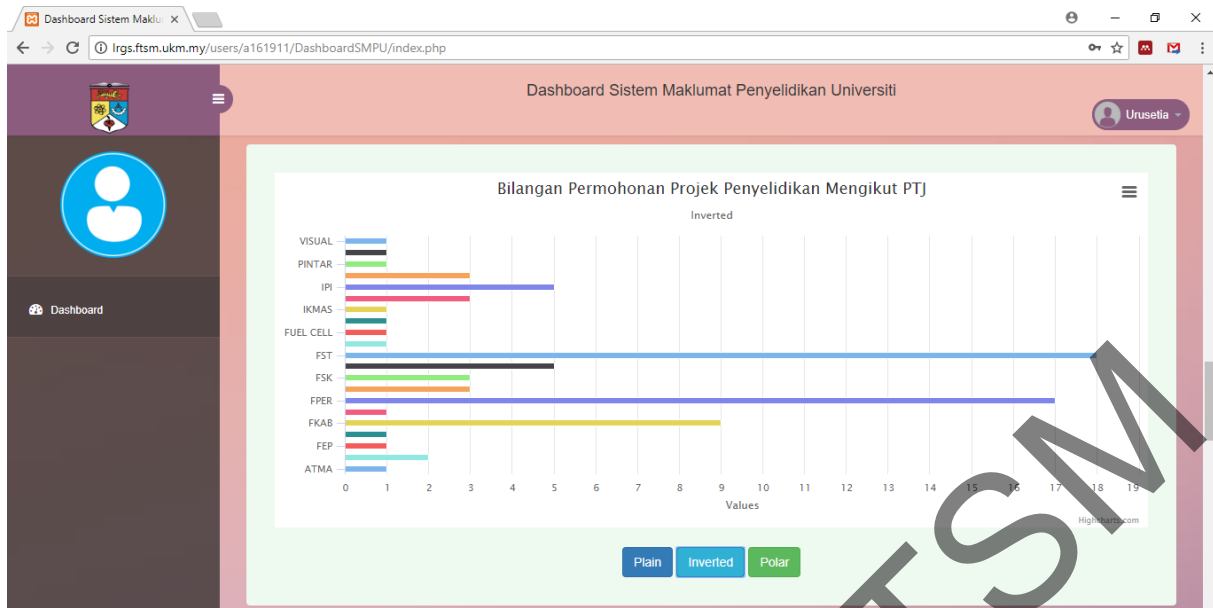 Dashboard Sistem Maklu
lrgs.ftsm.ukm.my/users/a161911/DashboardSMPU/index.php
Dashboard Sistem Maklumat Penyelidikan Universiti
Urusetia
Dashboard
Bilangan Permohonan Projek Penyelidikan Mengikut PTJ
Inverted
VISUAL
PINTAR
IPI
IKMAS
FUEL CELL
FST
FSK
FPER
FKAB
FEP
ATMA
0 1 2 3 4 5 6 7 8 9 10 11 12 13 14 15 16 17 18 19
Values
Highcharts.com
Plain Inverted Polar
TSM